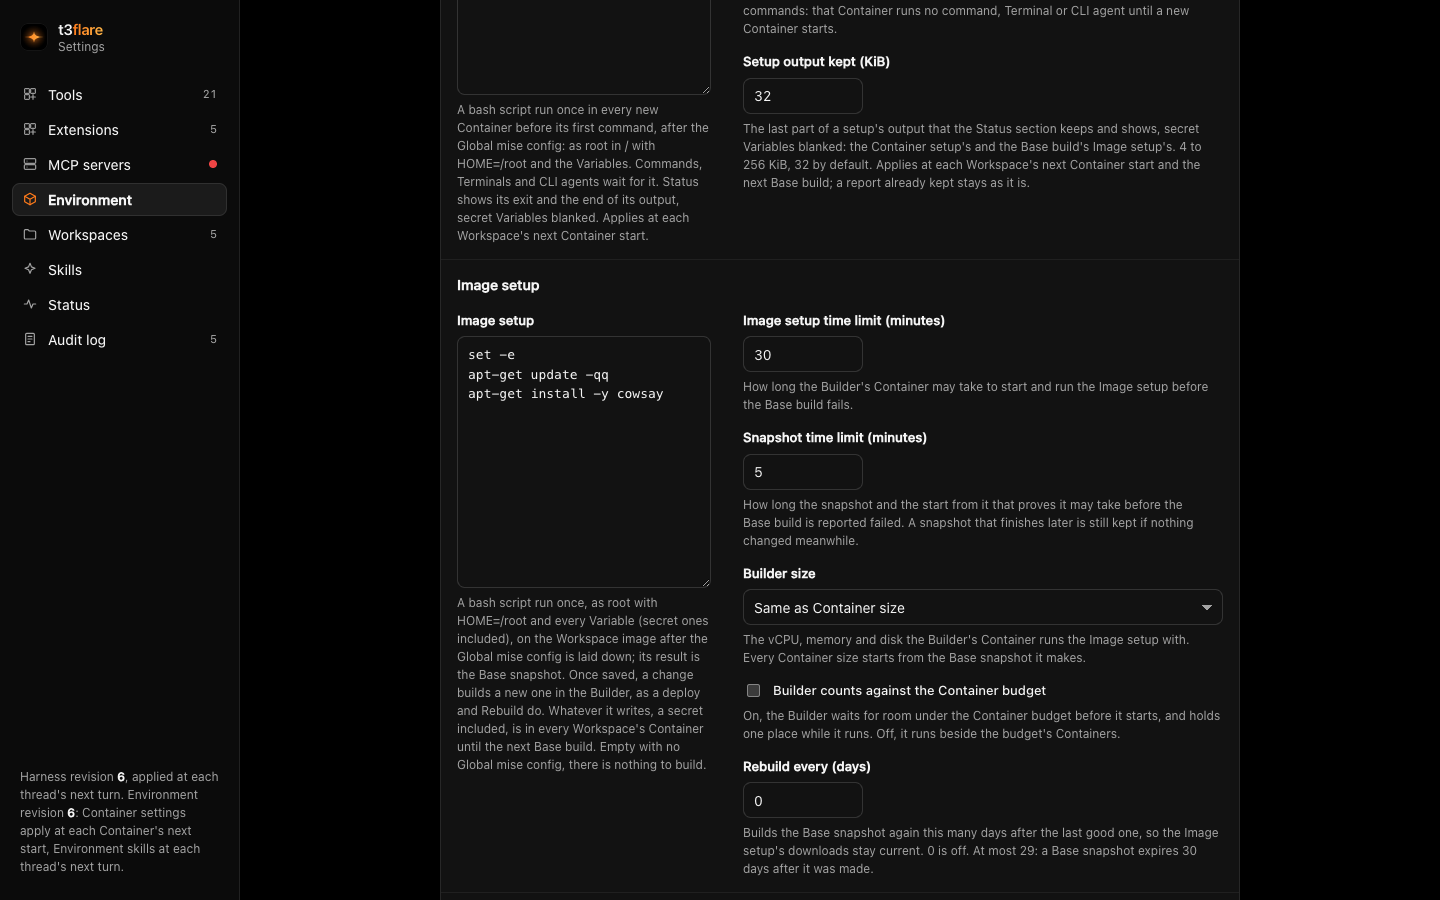 t3flare
Settings
Tools 21
Extensions 5
MCP servers
Environment
Workspaces 5
Skills
Status
Audit log 5
Harness revision 6, applied at each
thread's next turn. Environment
revision 6: Container settings
apply at each Container's next
start, Environment skills at each
thread's next turn.
A bash script run once in every new
Container before its first command, after the
Global mise config: as root in / with
HOME=/root and the Variables. Commands,
Terminals and CLI agents wait for it. Status
shows its exit and the end of its output,
secret Variables blanked. Applies at each
Workspace's next Container start.
commands: that Container runs no command, Terminal or CLI agent until a new
Container starts.
Setup output kept (KiB)
32
The last part of a setup's output that the Status section keeps and shows, secret
Variables blanked: the Container setup's and the Base build's Image setup's. 4 to
256 KiB, 32 by default. Applies at each Workspace's next Container start and the
next Base build; a report already kept stays as it is.
Image setup
Image setup
set -e
apt-get update -qq
apt-get install -y cowsay
A bash script run once, as root with
HOME=/root and every Variable (secret ones
included), on the Workspace image after the
Global mise config is laid down; its result is
the Base snapshot. Once saved, a change
builds a new one in the Builder, as a deploy
and Rebuild do. Whatever it writes, a secret
included, is in every Workspace's Container
until the next Base build. Empty with no
Global mise config, there is nothing to build.
Image setup time limit (minutes)
30
How long the Builder's Container may take to start and run the Image setup before
the Base build fails.
Snapshot time limit (minutes)
5
How long the snapshot and the start from it that proves it may take before the
Base build is reported failed. A snapshot that finishes later is still kept if nothing
changed meanwhile.
Builder size
Same as Container size
The vCPU, memory and disk the Builder's Container runs the Image setup with.
Every Container size starts from the Base snapshot it makes.
Builder counts against the Container budget
On, the Builder waits for room under the Container budget before it starts, and holds
one place while it runs. Off, it runs beside the budget's Containers.
Rebuild every (days)
0
Builds the Base snapshot again this many days after the last good one, so the Image
setup's downloads stay current. 0 is off. At most 29: a Base snapshot expires 30
days after it was made.